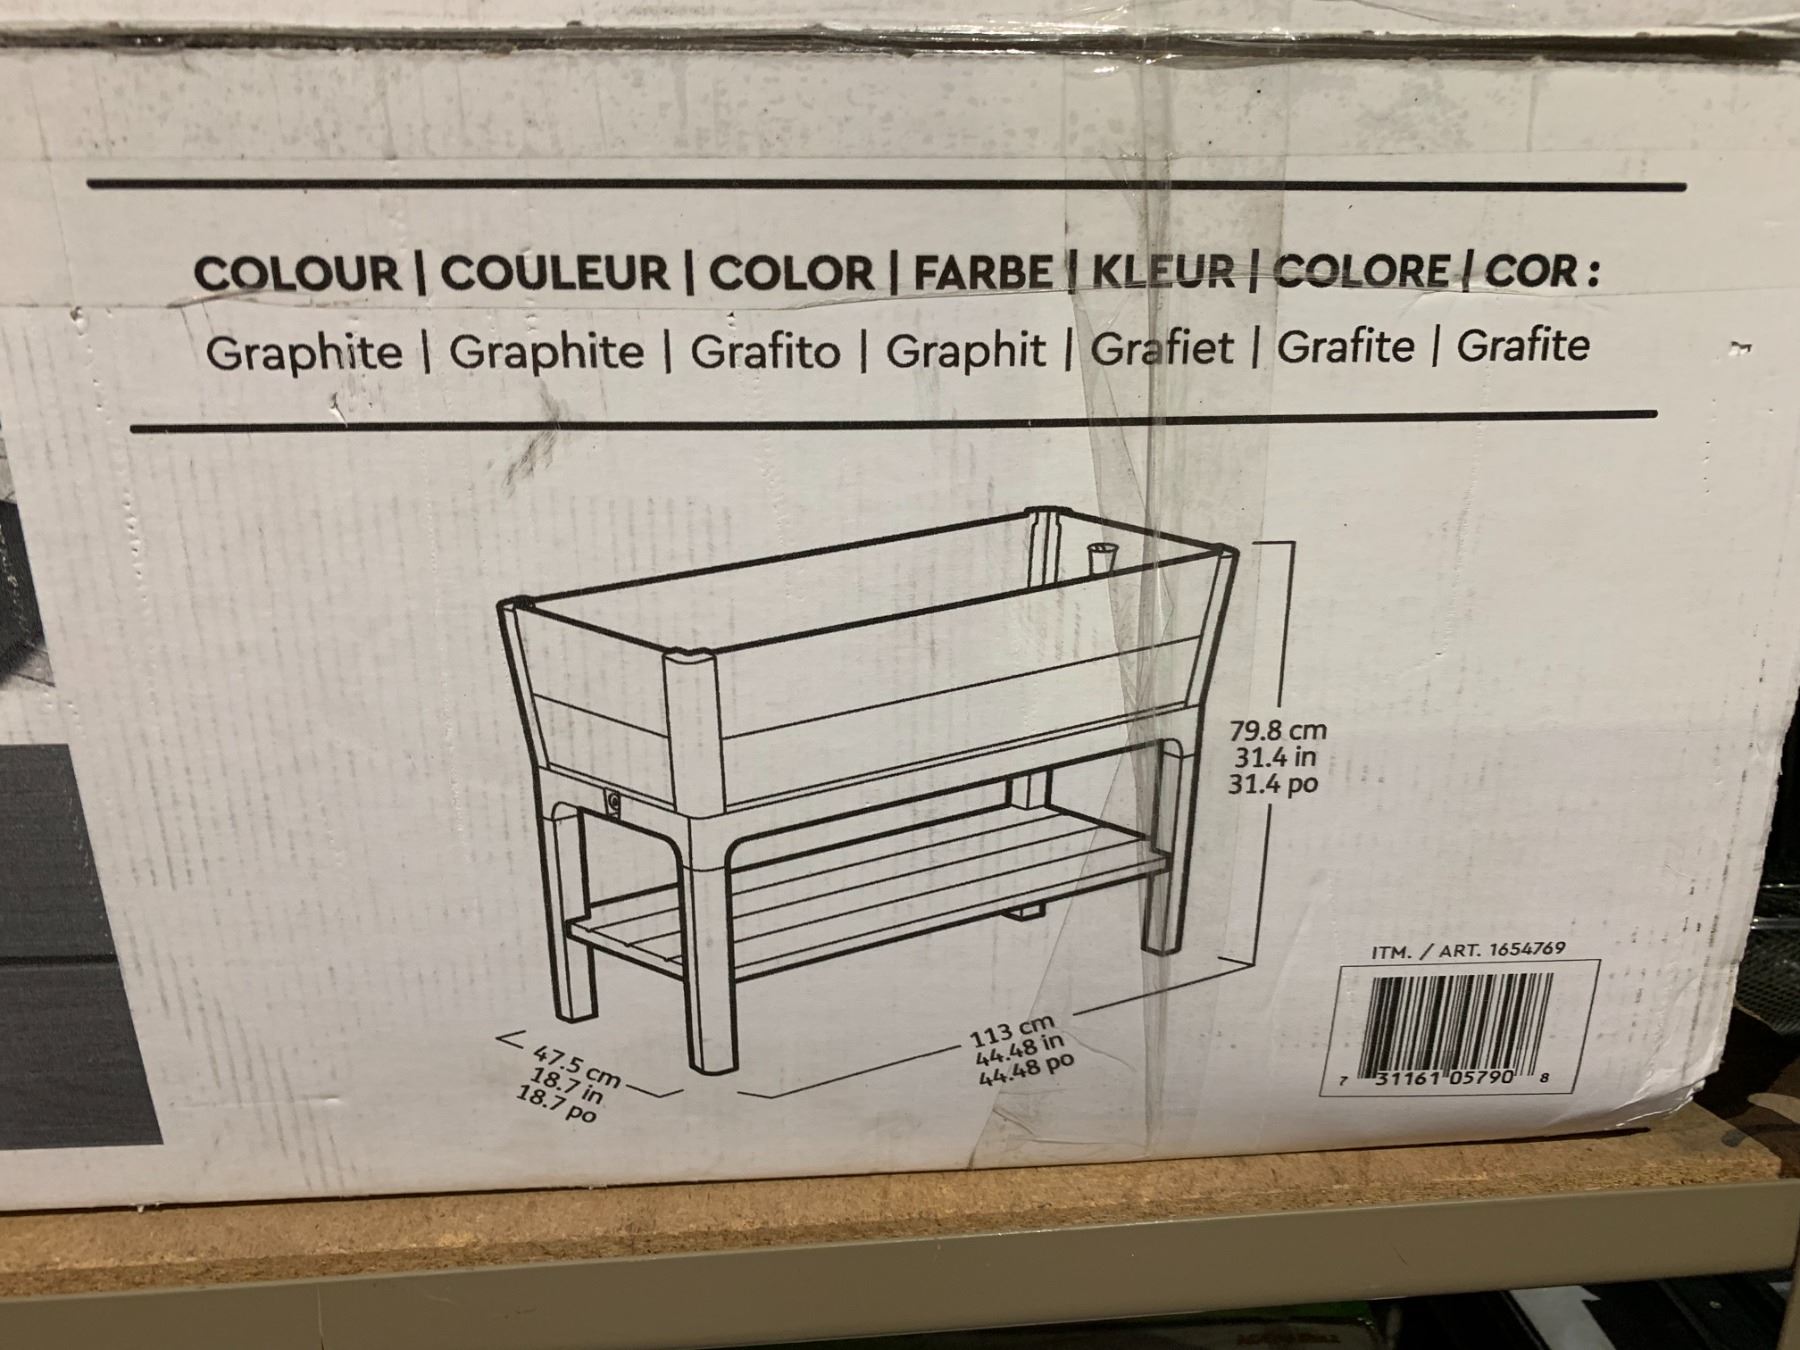 COLOUR | COULEUR | COLOR | FARBE | KLEUR | COLORE | COR :
Graphite | Graphite | Grafito | Graphit | Grafiet | Grafite | Grafite
79.8 cm
31.4 in
31.4 po
113 cm
44.48 in
44.48 po
47.5 cm
18.7 in
18.7 po
ITM. / ART. 1654769
7 31161 05790 8